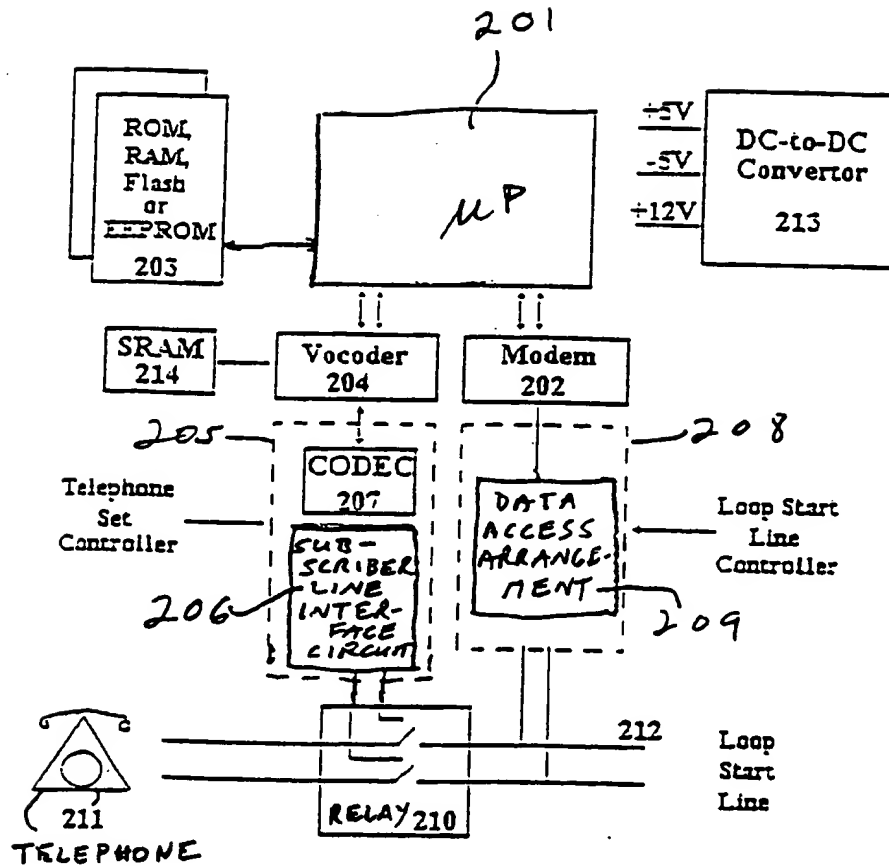 201
ROM,
RAM,
Flash
or
EEPROM
203
μP
+5V
-5V
+12V
DC-to-DC
Convertor
213
SRAM
214
Vocoder
204
Modem
202
205
208
CODEC
207
Telephone
Set
Controller
SUB-
SCRIBER
LINE
INTER-
FACE
CIRCUIT
206
DATA
ACCESS
ARRANGE-
MENT
209
Loop Start
Line
Controller
211
TELEPHONE
RELAY 210
212
Loop
Start
Line